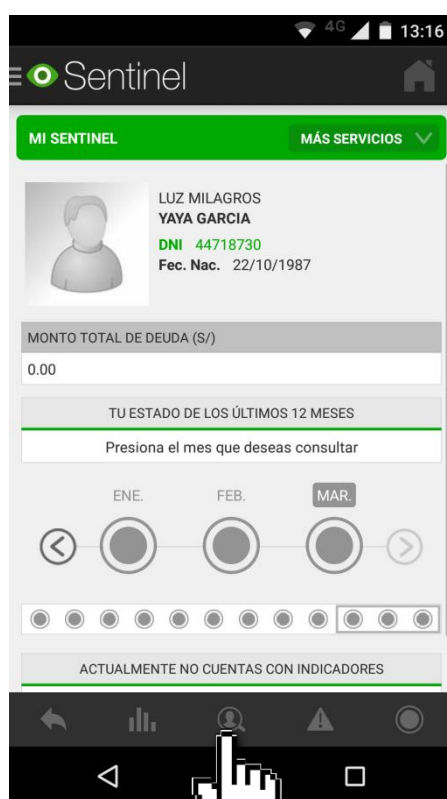 4G 13:16
Sentinel
MI SENTINEL MÁS SERVICIOS
LUZ MILAGROS
YAYA GARCIA
DNI 44718730
Fec. Nac. 22/10/1987
MONTO TOTAL DE DEUDA (S/)
0.00
TU ESTADO DE LOS ÚLTIMOS 12 MESES
Presiona el mes que deseas consultar
ENE. FEB. MAR.
ACTUALMENTE NO CUENTAS CON INDICADORES